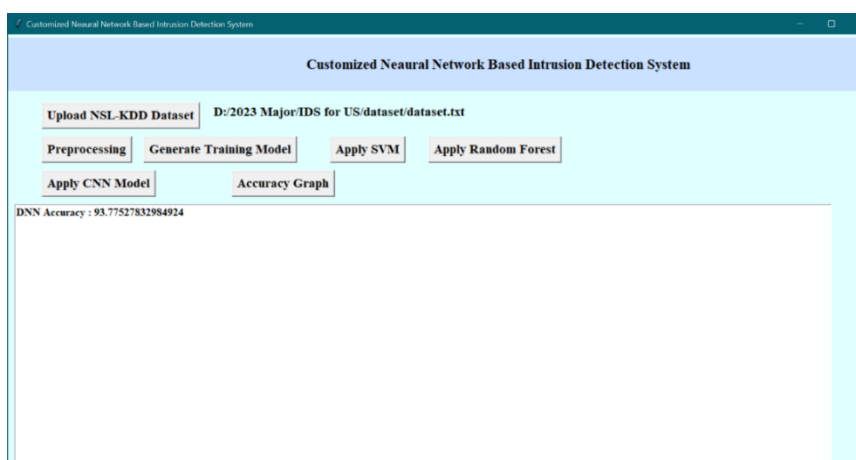 Customized Neaural Network Based Intrusion Detection System
Customized Neaural Network Based Intrusion Detection System
Upload NSL-KDD Dataset D:/2023 Major/IDS for US/dataset/dataset.txt
Preprocessing Generate Training Model Apply SVM Apply Random Forest
Apply CNN Model Accuracy Graph
DNN Accuracy : 93.77527832984924